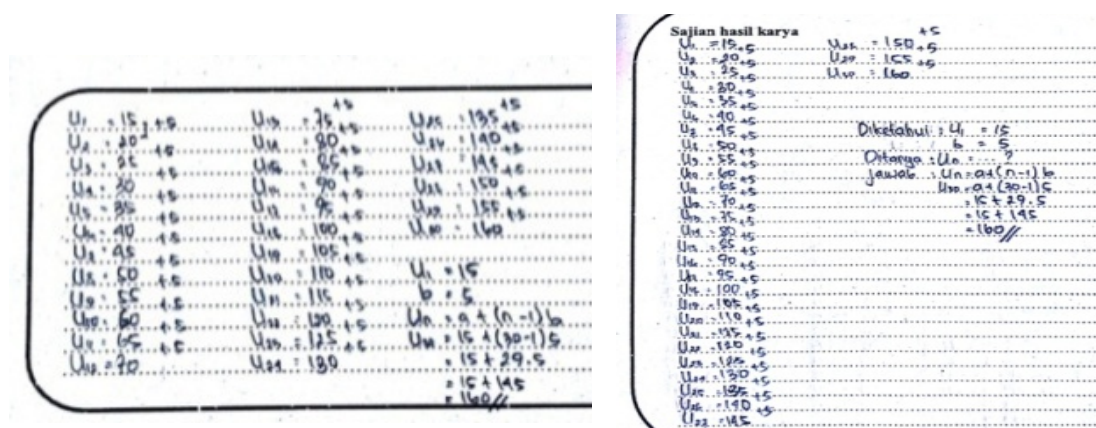 U1 = 15 +5
U2 = 20 +5
U3 = 25 +5
U4 = 30 +5
U5 = 35 +5
U6 = 40 +5
U7 = 45 +5
U8 = 50 +5
U9 = 55 +5
U10 = 60 +5
U11 = 65 +5
U12 = 70
U13 = 75 +5
U14 = 80 +5
U15 = 85 +5
U16 = 90 +5
U17 = 95 +5
U18 = 100 +5
U19 = 105 +5
U20 = 110 +5
U21 = 115 +5
U22 = 120 +5
U23 = 125 +5
U24 = 130
U25 = 135 +5
U26 = 140 +5
U27 = 145 +5
U28 = 150 +5
U29 = 155 +5
U30 = 160
U1 = 15
b = 5
Un = a + (n-1) b
U30 = 15 + (30-1) 5
= 15 + 29.5
= 15 + 145
= 160//
Sajian hasil karya
U1 = 15 +5
U2 = 20 +5
U3 = 25 +5
U4 = 30 +5
U5 = 35 +5
U6 = 40 +5
U7 = 45 +5
U8 = 50 +5
U9 = 55 +5
U10 = 60 +5
U11 = 65 +5
U12 = 70 +5
U13 = 75 +5
U14 = 80 +5
U15 = 85 +5
U16 = 90 +5
U17 = 95 +5
U18 = 100 +5
U19 = 105 +5
U20 = 110 +5
U21 = 115 +5
U22 = 120 +5
U23 = 125 +5
U24 = 130 +5
U25 = 135 +5
U26 = 140 +5
U27 = 145
+5
U28 = 150 +5
U29 = 155 +5
U30 = 160
Diketahui : U1 = 15
b = 5
Ditanya : Un = .... ?
jawab : Un = a + (n-1) b
U30 = a + (30-1) 5
= 15 + 29.5
= 15 + 145
= 160//